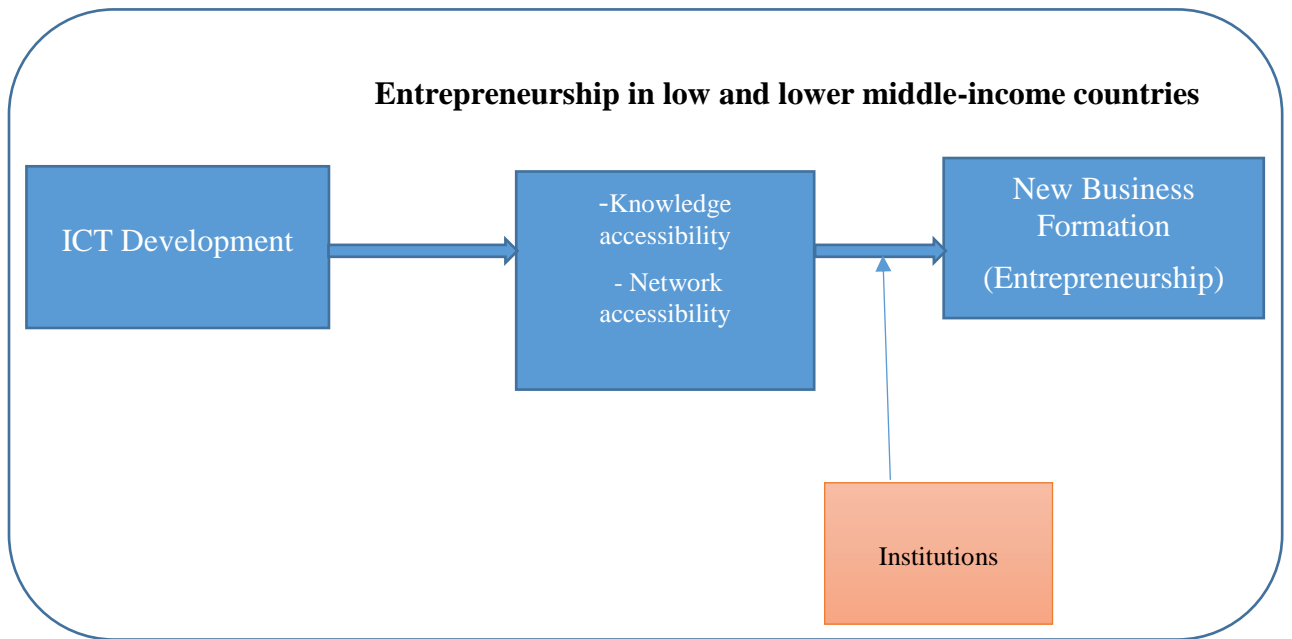 Entrepreneurship in low and lower middle-income countries
ICT Development
-Knowledge
accessibility
- Network
accessibility
New Business
Formation
(Entrepreneurship)
Institutions